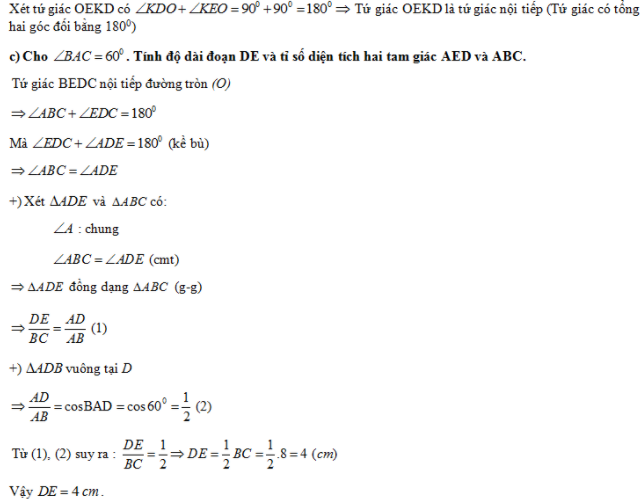 Xét tứ giác OEKD có ∠KDO + ∠KEO = 90⁰ + 90⁰ = 180⁰ ⇒ Tứ giác OEKD là tứ giác nội tiếp (Tứ giác có tổng
hai góc đối bằng 180⁰)
c) Cho ∠BAC = 60⁰. Tính độ dài đoạn DE và tỉ số diện tích hai tam giác AED và ABC.
Tứ giác BEDC nội tiếp đường tròn (O)
⇒ ∠ABC + ∠EDC = 180⁰
Mà ∠EDC + ∠ADE = 180⁰ (kề bù)
⇒ ∠ABC = ∠ADE
+) Xét ΔADE và ΔABC có:
∠A : chung
∠ABC = ∠ADE (cmt)
⇒ ΔADE đồng dạng ΔABC (g-g)
⇒ DE/BC = AD/AB (1)
+) ΔADB vuông tại D
⇒ AD/AB = cosBAD = cos60⁰ = 1/2 (2)
Từ (1), (2) suy ra : DE/BC = 1/2 ⇒ DE = 1/2 BC = 1/2 .8 = 4 (cm)
Vậy DE = 4 cm.